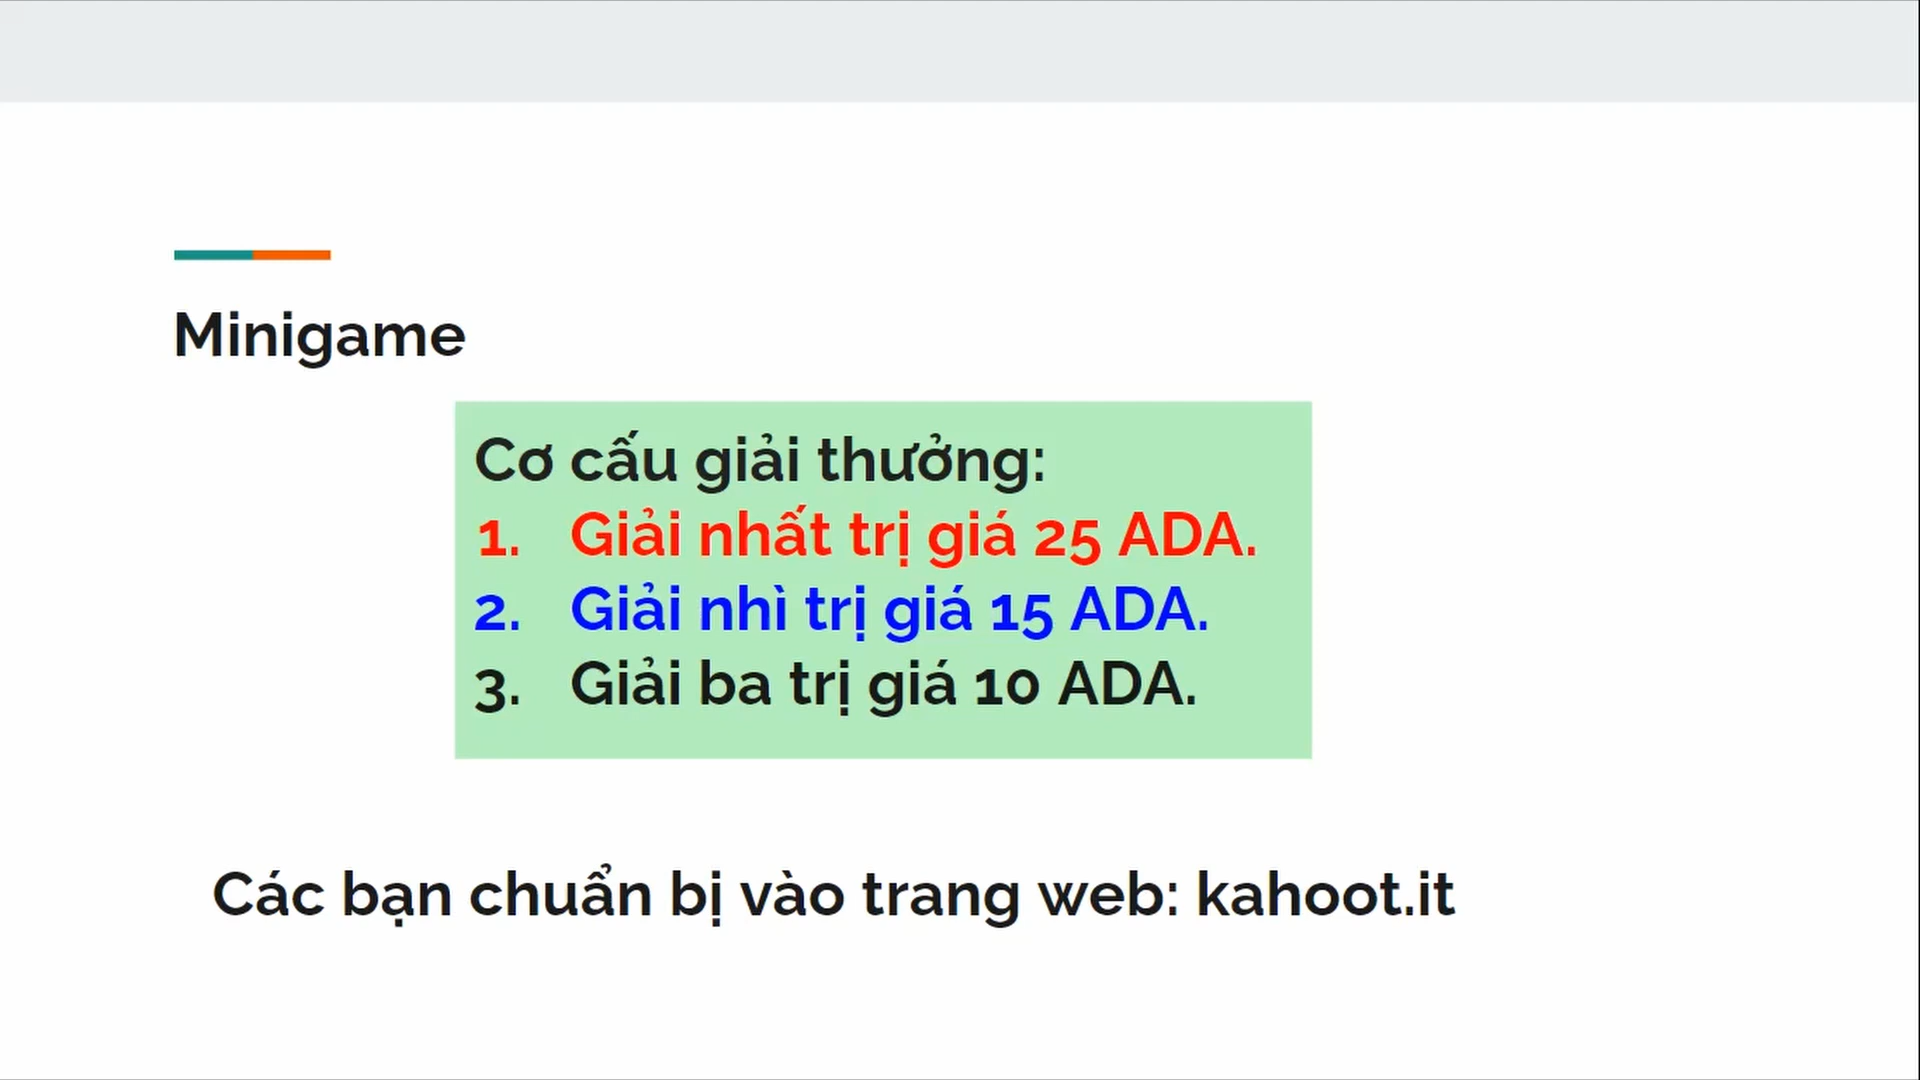 Minigame
Cơ cấu giải thưởng:
1. Giải nhất trị giá 25 ADA.
2. Giải nhì trị giá 15 ADA.
3. Giải ba trị giá 10 ADA.
Các bạn chuẩn bị vào trang web: kahoot.it